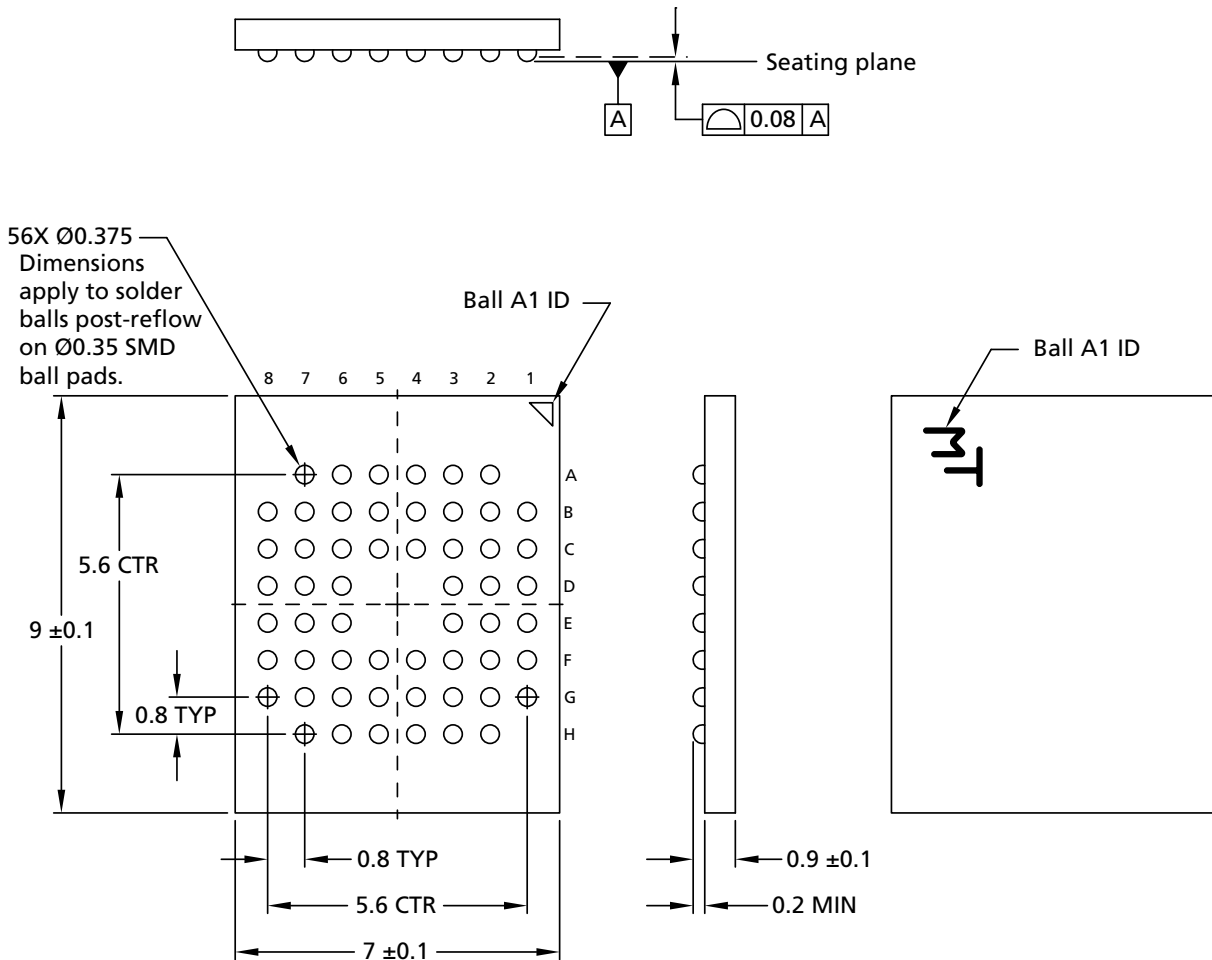 Seating plane
A
0.08 A
56X Ø0.375
Dimensions
apply to solder
balls post-reflow
on Ø0.35 SMD
ball pads.
Ball A1 ID
Ball A1 ID
8 7 6 5 4 3 2 1
A
B
C
D
E
F
G
H
5.6 CTR
9 ±0.1
0.8 TYP
0.8 TYP
5.6 CTR
7 ±0.1
0.9 ±0.1
0.2 MIN
MT